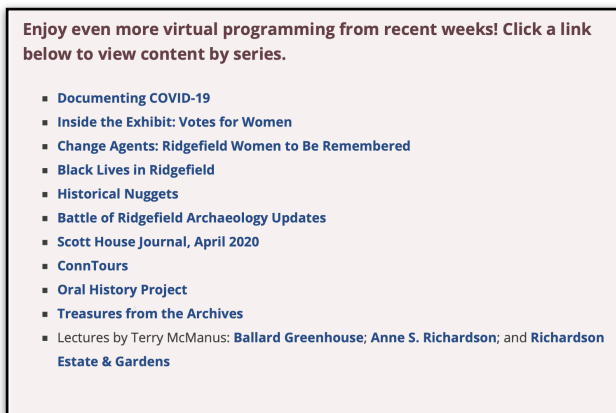 Enjoy even more virtual programming from recent weeks! Click a link
below to view content by series.
Documenting COVID-19
Inside the Exhibit: Votes for Women
Change Agents: Ridgefield Women to Be Remembered
Black Lives in Ridgefield
Historical Nuggets
Battle of Ridgefield Archaeology Updates
Scott House Journal, April 2020
ConnTours
Oral History Project
Treasures from the Archives
Lectures by Terry McManus: Ballard Greenhouse; Anne S. Richardson; and Richardson
Estate & Gardens